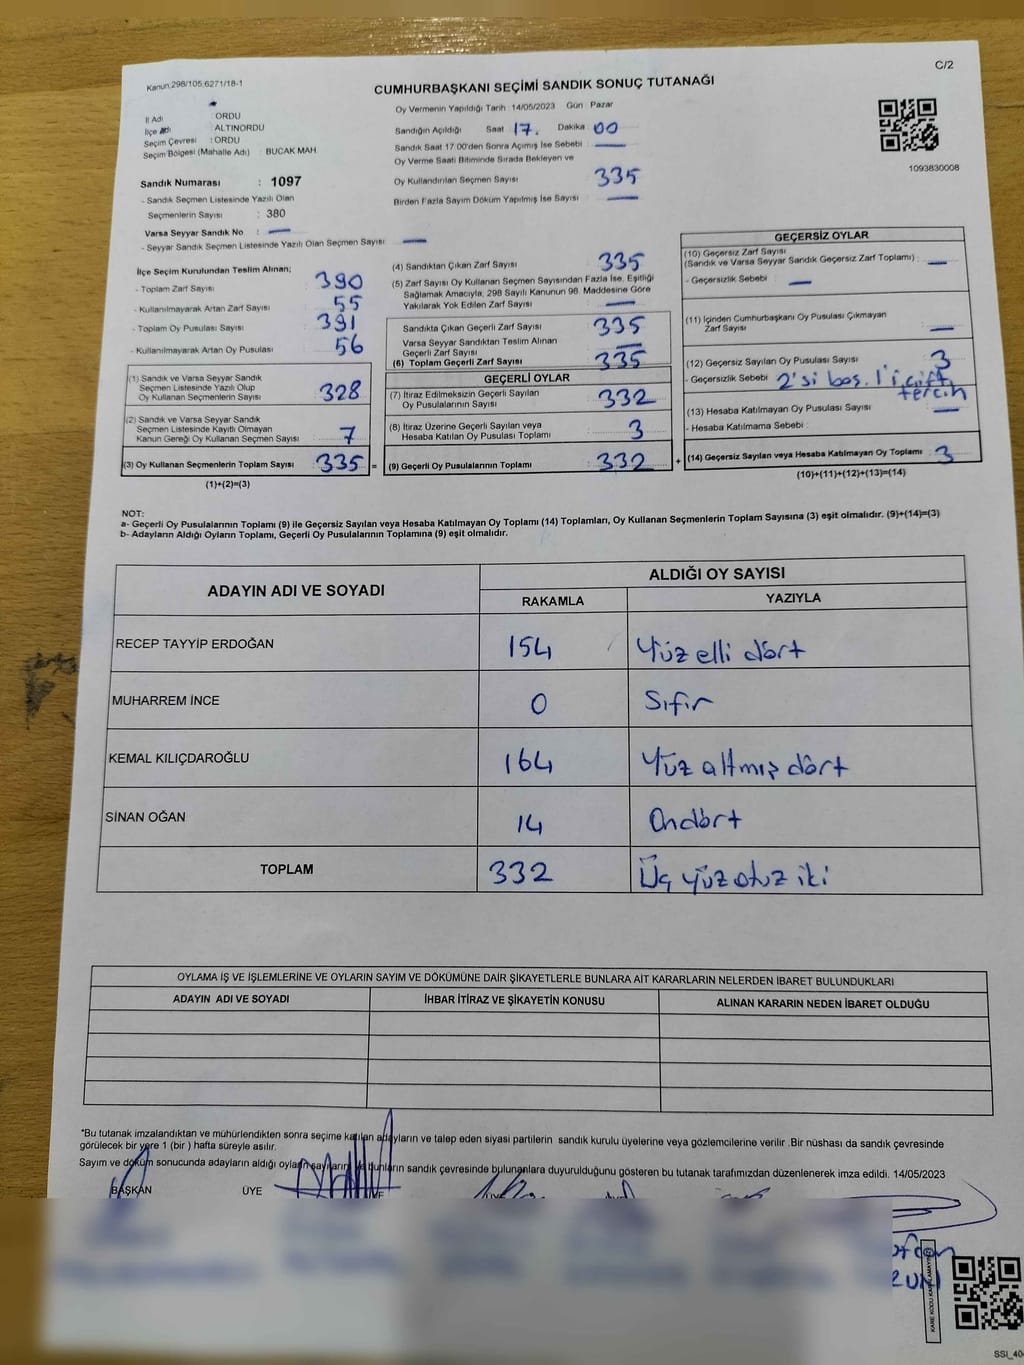 C/2
Kanun.298/105.6271/18-1
CUMHURBAŞKANI SEÇİMİ SANDIK SONUÇ TUTANAĞI
1093830008
İl Adı : ORDU
İlçe Adı : ALTINORDU
Seçim Çevresi : ORDU
Seçim Bölgesi (Mahalle Adı) BUCAK MAH.
Sandık Numarası : 1097
- Sandık Seçmen Listesinde Yazılı Olan
Seçmenlerin Sayısı : 380
Varsa Seyyar Sandık No : —
- Seyyar Sandık Seçmen Listesinde Yazılı Olan Seçmen Sayısı —
Oy Vermenin Yapıldığı Tarih 14/05/2023 Gün Pazar
Sandığın Açıldığı Saat 17. Dakika 00
Sandık Saat 17.00'den Sonra Açılmış İse Sebebi —
Oy Verme Saati Bitiminde Sırada Bekleyen ve
Oy Kullandırılan Seçmen Sayısı 335
Birden Fazla Sayım Döküm Yapılmış İse Sayısı —
İlçe Seçim Kurulundan Teslim Alınan;
- Toplam Zarf Sayısı 390
- Kullanılmayarak Artan Zarf Sayısı 55
- Toplam Oy Pusulası Sayısı 391
- Kullanılmayarak Artan Oy Pusulası 56
(1) Sandık ve Varsa Seyyar Sandık
Seçmen Listesinde Yazılı Olup
Oy Kullanan Seçmenlerin Sayısı 328
(2) Sandık ve Varsa Seyyar Sandık
Seçmen Listesinde Kayıtlı Olmayan
Kanun Gereği Oy Kullanan Seçmen Sayısı 7
(3) Oy Kullanan Seçmenlerin Toplam Sayısı 335 =
(1)+(2)=(3)
(4) Sandıktan Çıkan Zarf Sayısı 335
(5) Zarf Sayısı Oy Kullanan Seçmen Sayısından Fazla İse, Eşitliği
Sağlamak Amacıyla, 298 Sayılı Kanunun 98. Maddesine Göre
Yakılarak Yok Edilen Zarf Sayısı —
Sandıkta Çıkan Geçerli Zarf Sayısı 335
Varsa Seyyar Sandıktan Teslim Alınan
Geçerli Zarf Sayısı —
(6) Toplam Geçerli Zarf Sayısı 335
GEÇERLİ OYLAR
(7) İtiraz Edilmeksizin Geçerli Sayılan
Oy Pusulalarının Sayısı 332
(8) İtiraz Üzerine Geçerli Sayılan veya
Hesaba Katılan Oy Pusulası Toplamı 3
(9) Geçerli Oy Pusulalarının Toplamı 332 +
GEÇERSİZ OYLAR
(10) Geçersiz Zarf Sayısı
(Sandık ve Varsa Seyyar Sandık Geçersiz Zarf Toplamı) : —
- Geçersizlik Sebebi : —
(11) İçinden Cumhurbaşkanı Oy Pusulası Çıkmayan
Zarf Sayısı —
(12) Geçersiz Sayılan Oy Pusulası Sayısı 3
- Geçersizlik Sebebi 2'si boş. 1'i çift
tercih
(13) Hesaba Katılmayan Oy Pusulası Sayısı —
- Hesaba Katılmama Sebebi :
(14) Geçersiz Sayılan veya Hesaba Katılmayan Oy Toplamı 3
(10)+(11)+(12)+(13)=(14)
NOT:
a- Geçerli Oy Pusulalarının Toplamı (9) ile Geçersiz Sayılan veya Hesaba Katılmayan Oy Toplamı (14) Toplamları, Oy Kullanan Seçmenlerin Toplam Sayısına (3) eşit olmalıdır. (9)+(14)=(3)
b- Adayların Aldığı Oyların Toplamı, Geçerli Oy Pusulalarının Toplamına (9) eşit olmalıdır.
ADAYIN ADI VE SOYADI ALDIĞI OY SAYISI
RAKAMLA YAZIYLA
RECEP TAYYİP ERDOĞAN 154 Yüz elli dört
MUHARREM İNCE 0 Sıfır
KEMAL KILIÇDAROĞLU 164 Yüz altmış dört
SİNAN OĞAN 14 Ondört
TOPLAM 332 Üç yüz otuz iki
OYLAMA İŞ VE İŞLEMLERİNE VE OYLARIN SAYIM VE DÖKÜMÜNE DAİR ŞİKAYETLERLE BUNLARA AİT KARARLARIN NELERDEN İBARET BULUNDUKLARI
ADAYIN ADI VE SOYADI İHBAR İTİRAZ VE ŞİKAYETİN KONUSU ALINAN KARARIN NEDEN İBARET OLDUĞU
*Bu tutanak imzalandıktan ve mühürlendikten sonra seçime katılan adayların ve talep eden siyasi partilerin sandık kurulu üyelerine veya gözlemcilerine verilir .Bir nüshası da sandık çevresinde
görülecek bir yere 1 (bir ) hafta süreyle asılır.
Sayım ve döküm sonucunda adayların aldığı oyların sayılarını ve bunların sandık çevresinde bulunanlara duyurulduğunu gösteren bu tutanak tarafımızdan düzenlenerek imza edildi. 14/05/2023
BAŞKAN ÜYE